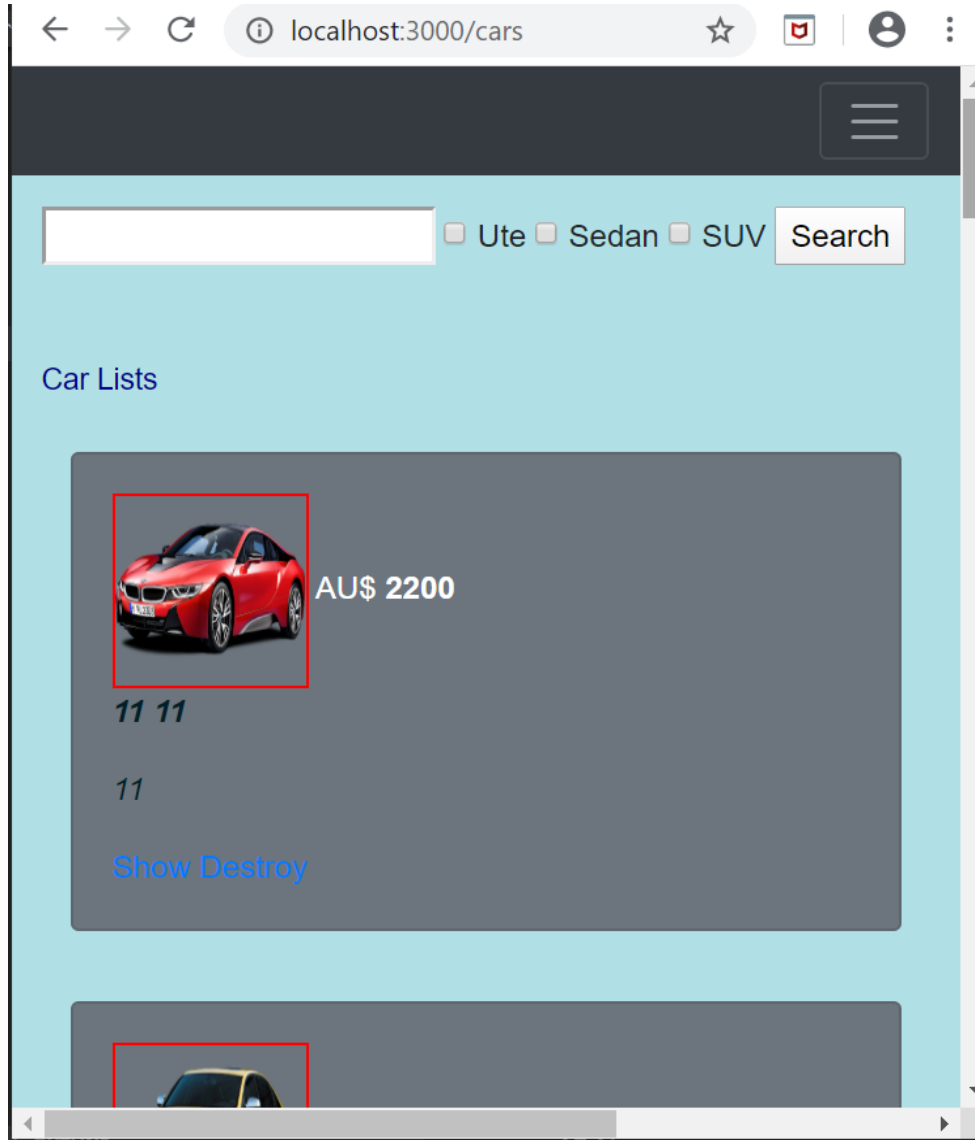 localhost:3000/cars
Ute Sedan SUV Search
Car Lists
AU$ 2200
11 11
11
Show Destroy